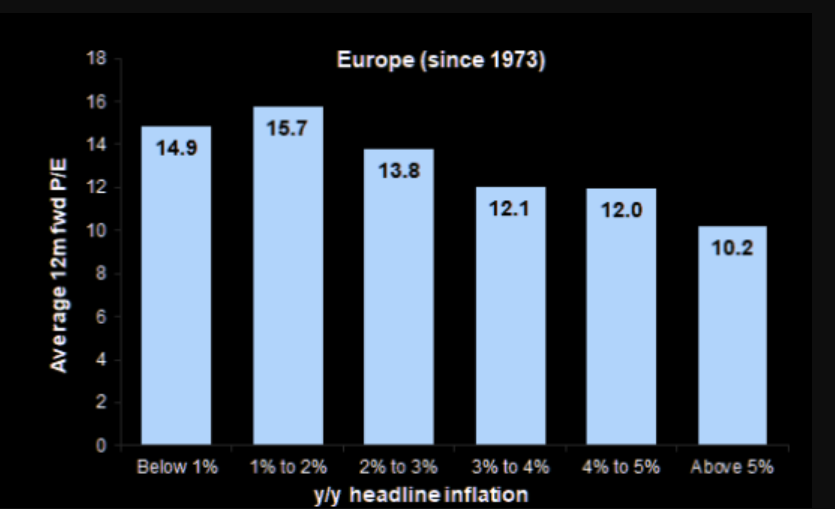 Europe (since 1973)
Average 12m fwd P/E
18
16
14
12
10
8
6
4
2
0
14.9
15.7
13.8
12.1
12.0
10.2
Below 1%
1% to 2%
2% to 3%
3% to 4%
4% to 5%
Above 5%
y/y headline inflation